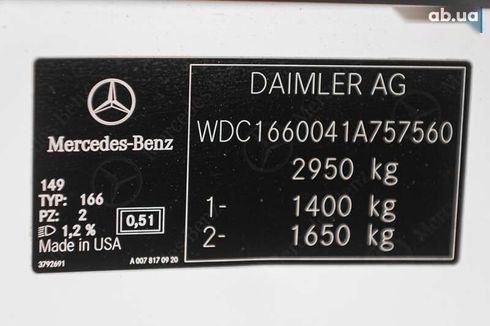 ab.ua
DAIMLER AG
WDC1660041A757560
2950 kg
1- 1400 kg
2- 1650 kg
Mercedes-Benz
149
TYP: 166
PZ: 2
0,51
1,2 %
Made in USA
3792691
A 007 817 09 20